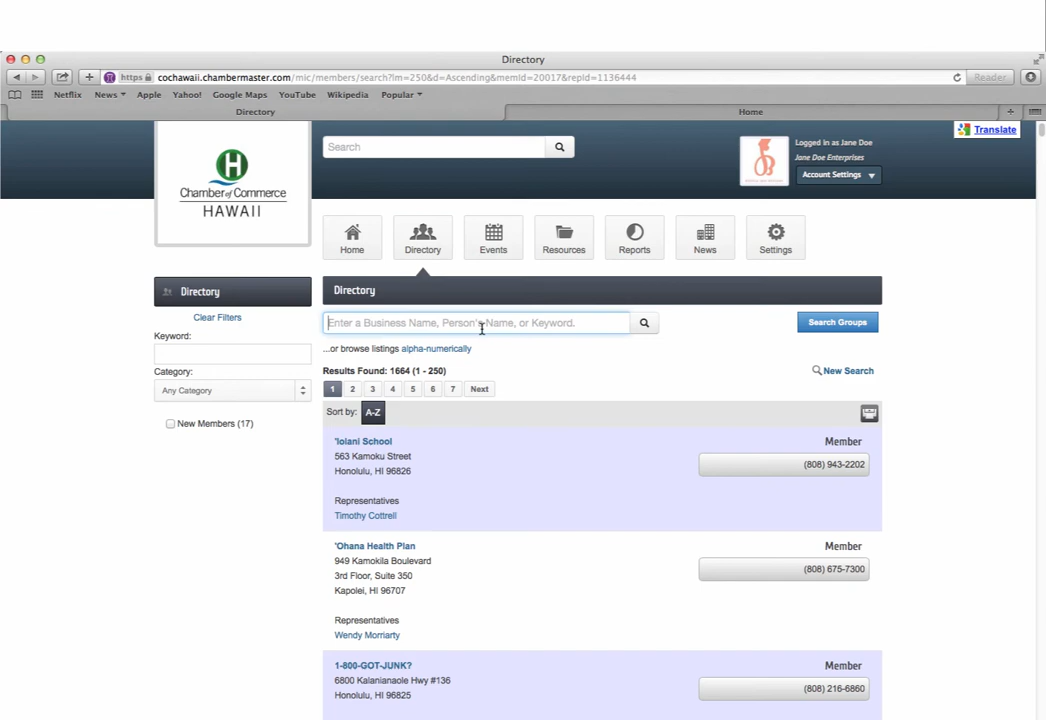 Directory
https cochawaii.chambermaster.com/mic/members/search?lm=250&d=Ascending&memId=20017&repId=1136444
Reader
Netflix News Apple Yahoo! Google Maps YouTube Wikipedia Popular
Directory Home
Translate
H
Chamber of Commerce
HAWAII
Search
Logged in as Jane Doe
Jane Doe Enterprises
Account Settings
Home Directory Events Resources Reports News Settings
Directory
Clear Filters
Keyword:
Category:
Any Category
New Members (17)
Directory
Enter a Business Name, Person's Name, or Keyword.
Search Groups
...or browse listings alpha-numerically
Results Found: 1664 (1 - 250)
New Search
1 2 3 4 5 6 7 Next
Sort by: A-Z
'Iolani School
563 Kamoku Street
Honolulu, HI 96826
Member
(808) 943-2202
Representatives
Timothy Cottrell
'Ohana Health Plan
949 Kamokila Boulevard
3rd Floor, Suite 350
Kapolei, HI 96707
Member
(808) 675-7300
Representatives
Wendy Morriarty
1-800-GOT-JUNK?
6800 Kalanianaole Hwy #136
Honolulu, HI 96825
Member
(808) 216-6860